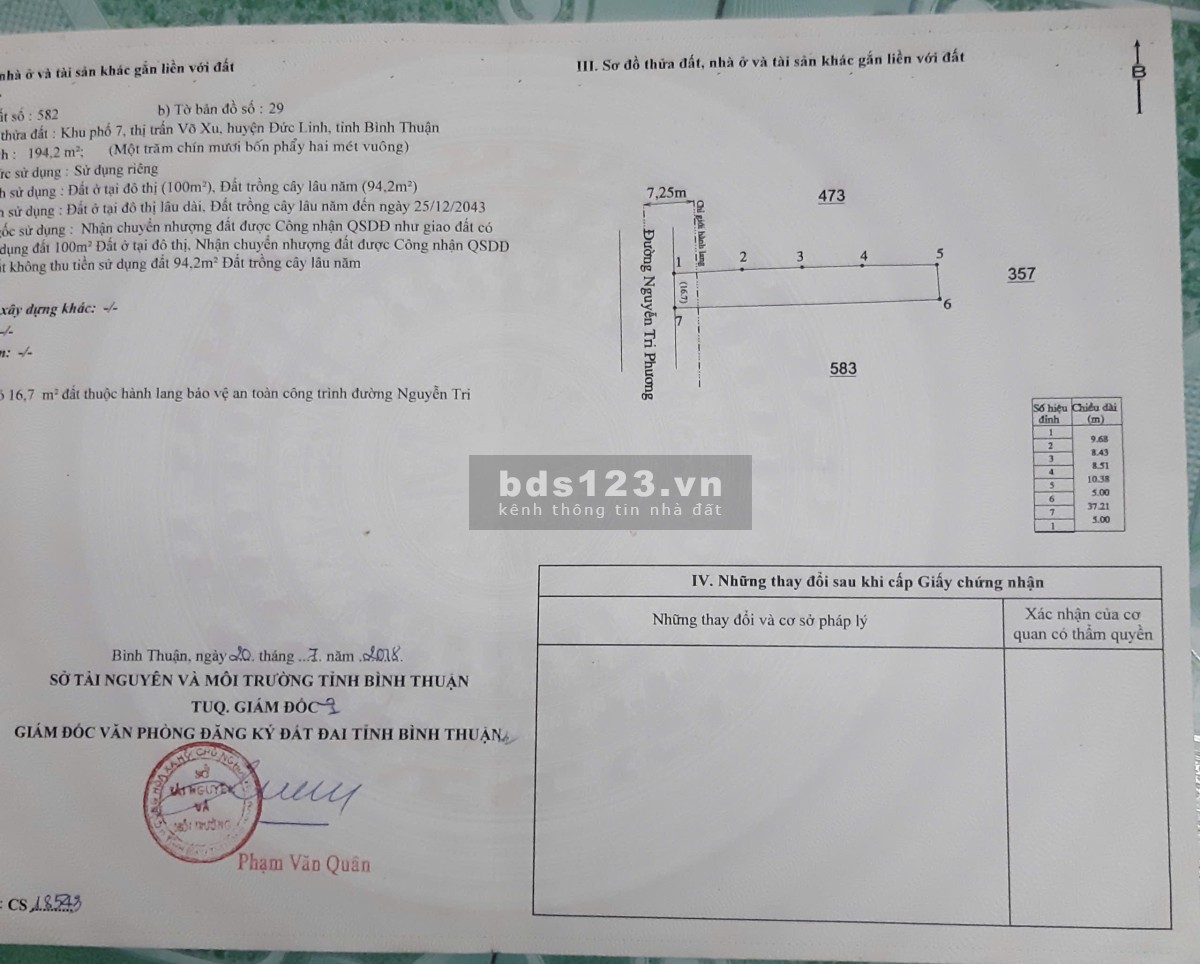 nhà ở và tài sản khác gắn liền với đất
ất số : 582 b) Tờ bản đồ số : 29
thửa đất : Khu phố 7, thị trấn Võ Xu, huyện Đức Linh, tỉnh Bình Thuận
h : 194,2 m²; (Một trăm chín mươi bốn phẩy hai mét vuông)
ức sử dụng : Sử dụng riêng
h sử dụng : Đất ở tại đô thị (100m²), Đất trồng cây lâu năm (94,2m²)
n sử dụng : Đất ở tại đô thị lâu dài, Đất trồng cây lâu năm đến ngày 25/12/2043
gốc sử dụng : Nhận chuyển nhượng đất được Công nhận QSDĐ như giao đất có
dụng đất 100m² Đất ở tại đô thị, Nhận chuyển nhượng đất được Công nhận QSDĐ
ất không thu tiền sử dụng đất 94,2m² Đất trồng cây lâu năm
xây dựng khác: -/-
-/-
n: -/-
ó 16,7 m² đất thuộc hành lang bảo vệ an toàn công trình đường Nguyễn Tri
Bình Thuận, ngày 20. tháng ...7. năm .2018.
SỞ TÀI NGUYÊN VÀ MÔI TRƯỜNG TỈNH BÌNH THUẬN
TUQ. GIÁM ĐỐC
GIÁM ĐỐC VĂN PHÒNG ĐĂNG KÝ ĐẤT ĐAI TỈNH BÌNH THUẬN
SỞ
TÀI NGUYÊN
VÀ
MÔI TRƯỜNG
Phạm Văn Quân
: CS 18543
III. Sơ đồ thửa đất, nhà ở và tài sản khác gắn liền với đất
B
7,25m
473
Chỉ giới hành lang
Đường Nguyễn Tri Phương
1 2 3 4 5
(16.7)
357
6
7
583
Số hiệu đỉnh Chiều dài (m)
1
9.68
2
8.43
3
8.51
4
10.38
5
5.00
6
37.21
7
5.00
1
bds123.vn
kênh thông tin nhà đất
IV. Những thay đổi sau khi cấp Giấy chứng nhận
Những thay đổi và cơ sở pháp lý
Xác nhận của cơ
quan có thẩm quyền